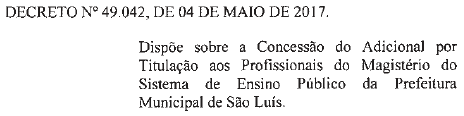 DECRETO Nº 49.042, DE 04 DE MAIO DE 2017.
Dispõe sobre a Concessão do Adicional por
Titulação aos Profissionais do Magistério do
Sistema de Ensino Público da Prefeitura
Municipal de São Luís.